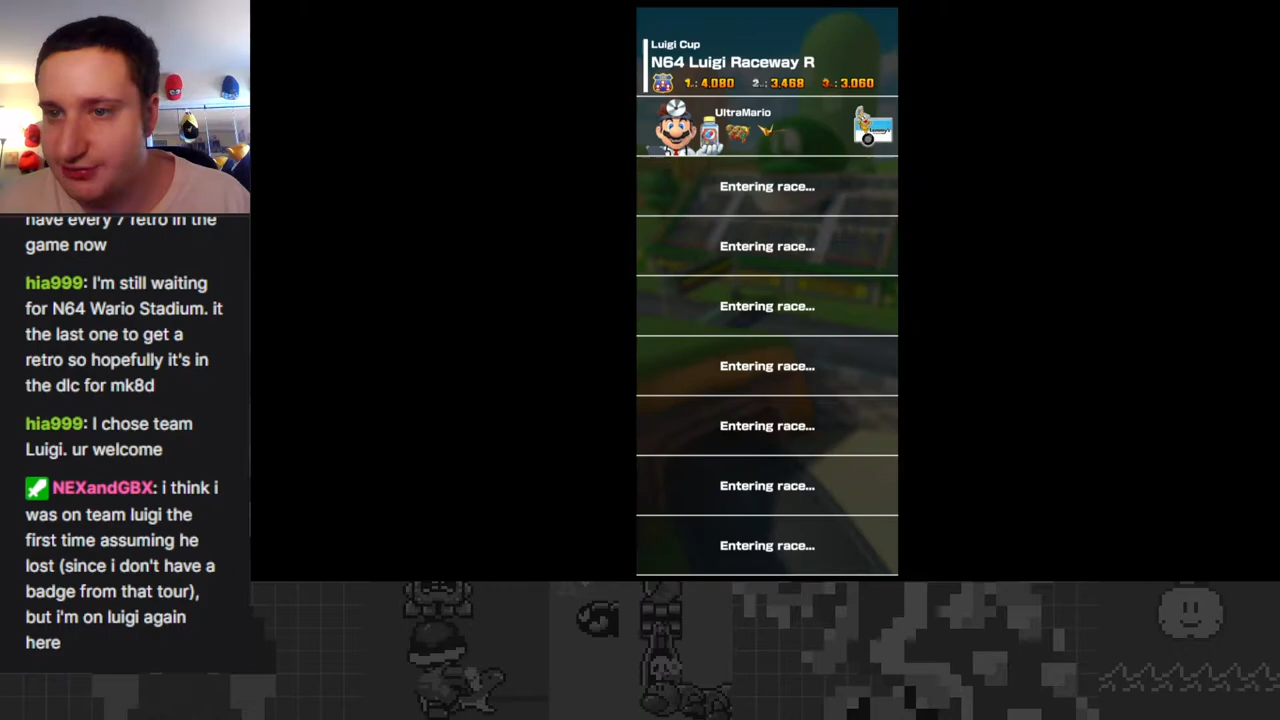 have every 7 retro in the
game now
hia999: I'm still waiting
for N64 Wario Stadium. it
the last one to get a
retro so hopefully it's in
the dlc for mk8d
hia999: I chose team
Luigi. ur welcome
NEXandGBX: i think i
was on team luigi the
first time assuming he
lost (since i don't have a
badge from that tour),
but i'm on luigi again
here
Luigi Cup
N64 Luigi Raceway R
1.: 4.080 2.: 3.468 3.: 3.060
UltraMario
Entering race...
Entering race...
Entering race...
Entering race...
Entering race...
Entering race...
Entering race...